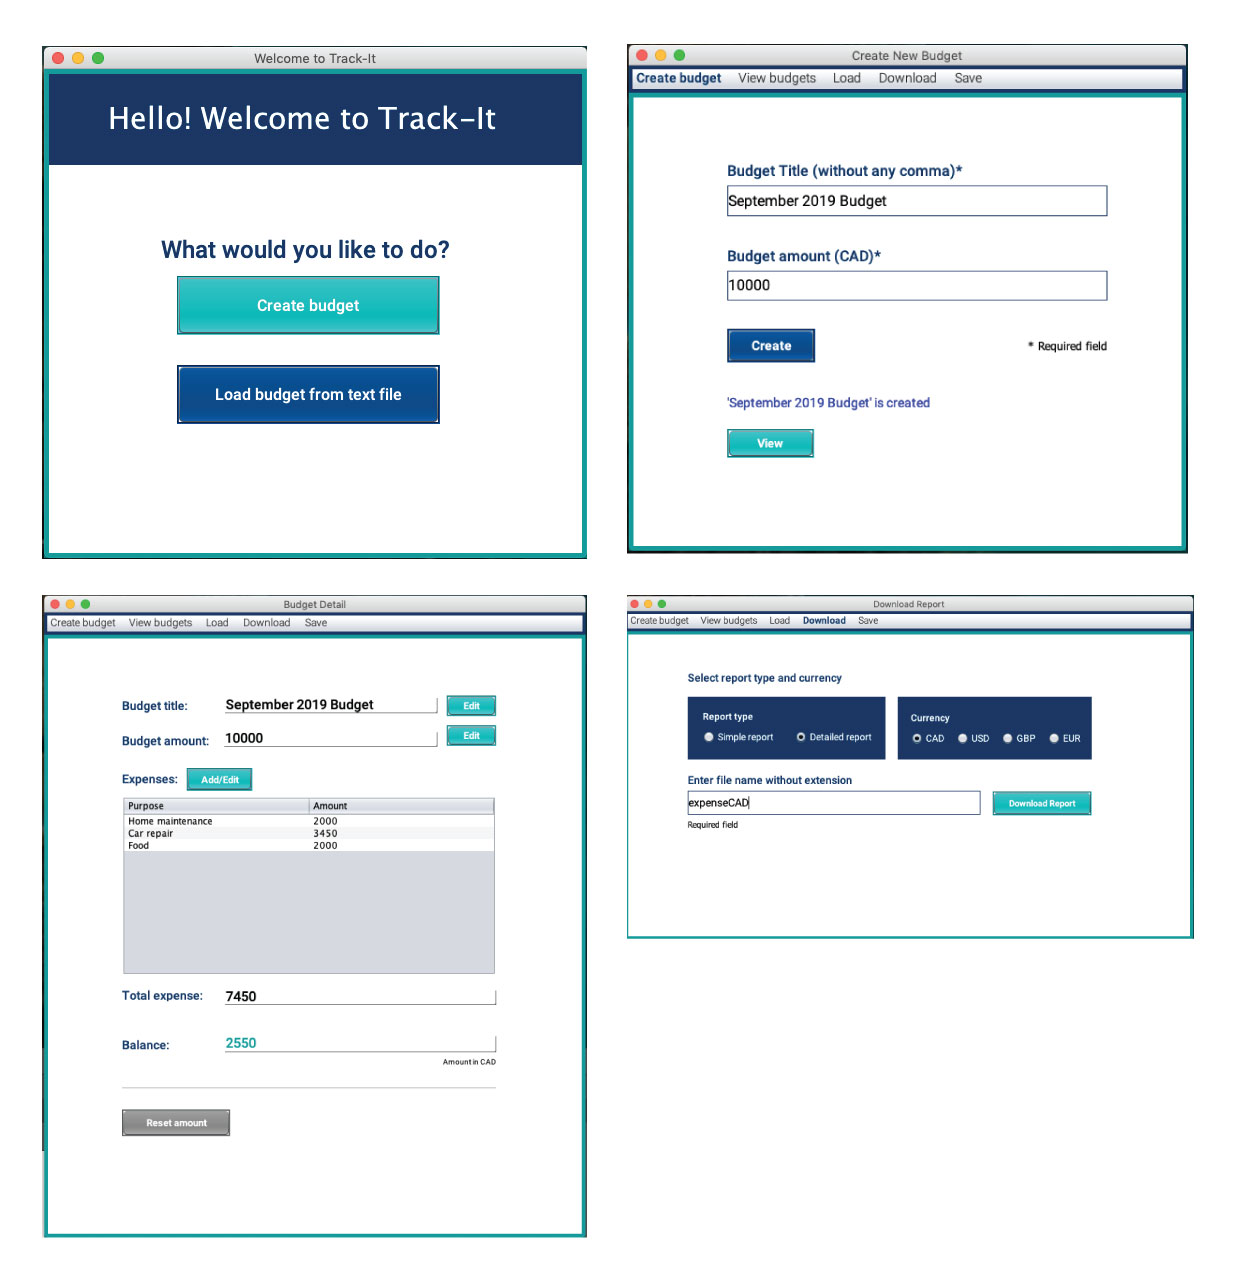 Welcome to Track-It
Hello! Welcome to Track-It
What would you like to do?
Create budget
Load budget from text file
Create New Budget
Create budget View budgets Load Download Save
Budget Title (without any comma)*
September 2019 Budget
Budget amount (CAD)*
10000
Create * Required field
'September 2019 Budget' is created
View
Budget Detail
Create budget View budgets Load Download Save
Budget title: September 2019 Budget Edit
Budget amount: 10000 Edit
Expenses: Add/Edit
Purpose Amount
Home maintenance 2000
Car repair 3450
Food 2000
Total expense: 7450
Balance: 2550
Amount in CAD
Reset amount
Download Report
Create budget View budgets Load Download Save
Select report type and currency
Report type
Simple report Detailed report
Currency
CAD USD GBP EUR
Enter file name without extension
expenseCAD Download Report
Required field